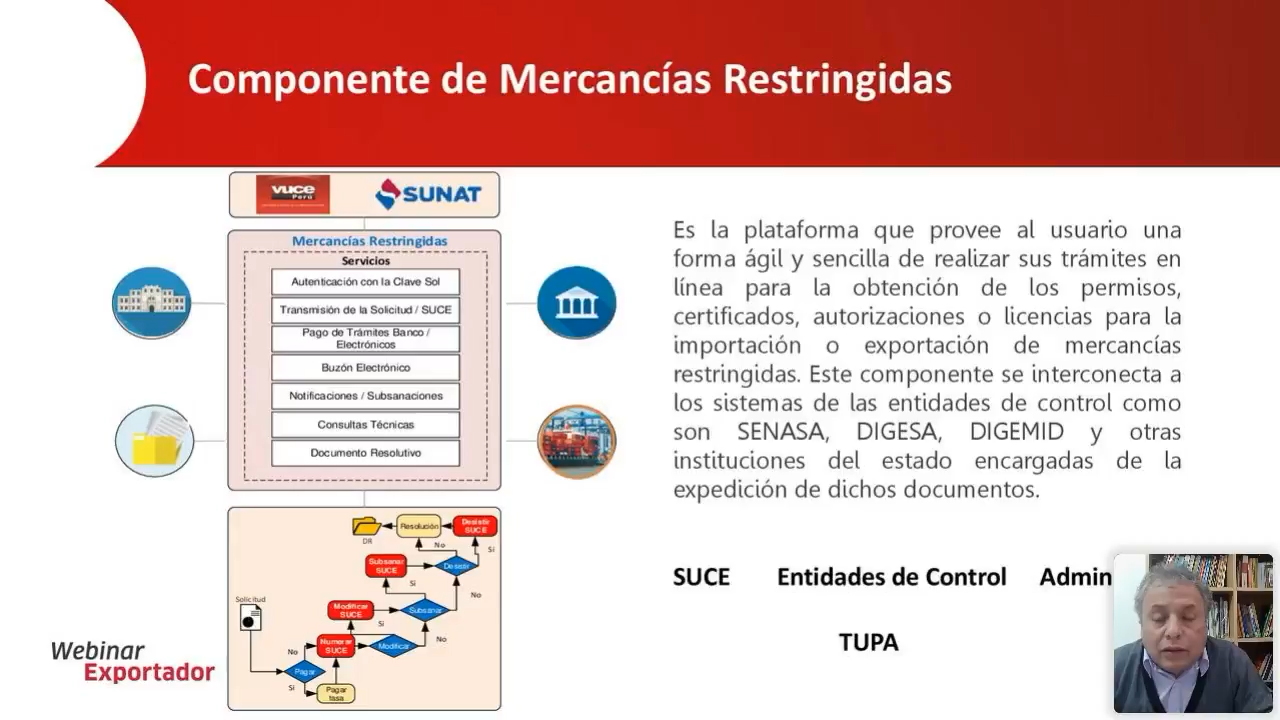 Componente de Mercancías Restringidas
vuce
Perú
SUNAT
Mercancías Restringidas
Servicios
Autenticación con la Clave Sol
Transmisión de la Solicitud / SUCE
Pago de Trámites Banco /
Electrónicos
Buzón Electrónico
Notificaciones / Subsanaciones
Consultas Técnicas
Documento Resolutivo
Es la plataforma que provee al usuario una
forma ágil y sencilla de realizar sus trámites en
línea para la obtención de los permisos,
certificados, autorizaciones o licencias para la
importación o exportación de mercancías
restringidas. Este componente se interconecta a
los sistemas de las entidades de control como
son SENASA, DIGESA, DIGEMID y otras
instituciones del estado encargadas de la
expedición de dichos documentos.
SUCE Entidades de Control Admin
TUPA
DR
Resolución
Desistir
SUCE
No
Si
Subsanar
SUCE
Desistir
Si
No
Solicitud
Modificar
SUCE
Subsanar
Si
No
Numerar
SUCE
Modificar
No
Pagar
Si
Pagar
tasa
Webinar
Exportador